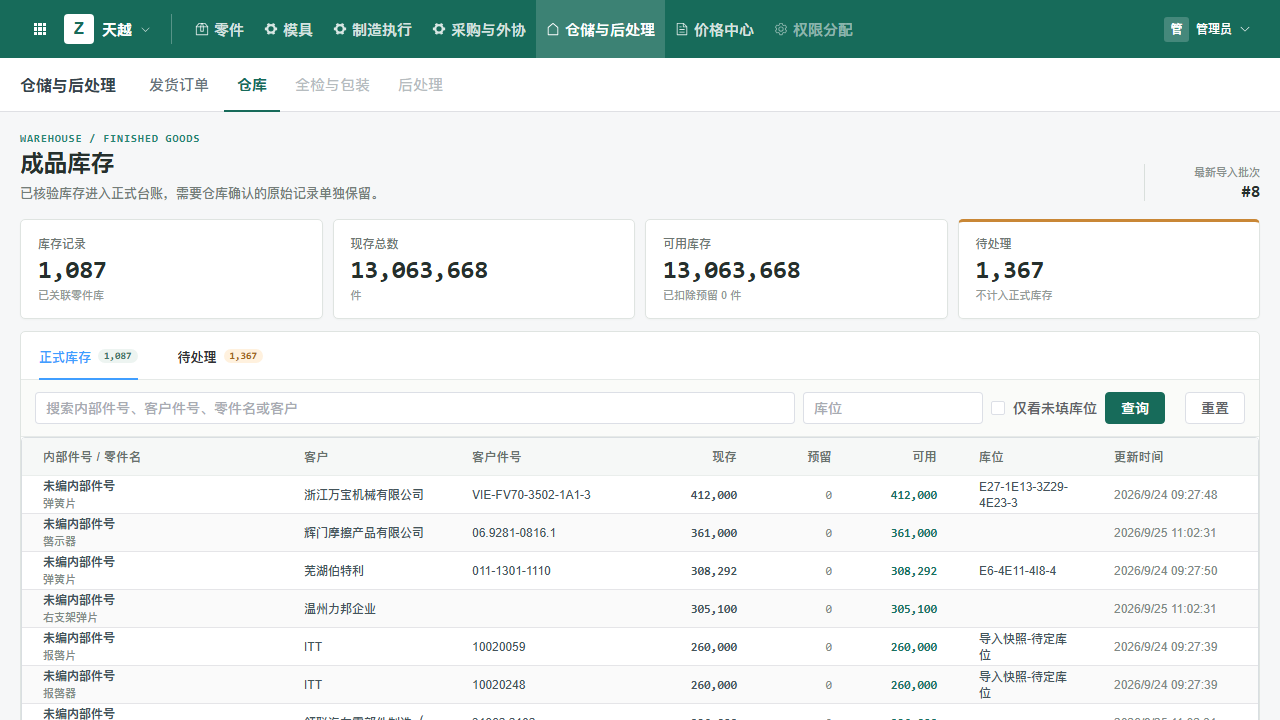 Z 天越 零件 模具 制造执行 采购与外协 仓储与后处理 价格中心 权限分配 管 管理员
仓储与后处理 发货订单 仓库 全检与包装 后处理
WAREHOUSE / FINISHED GOODS
成品库存
已核验库存进入正式台账，需要仓库确认的原始记录单独保留。
最新导入批次
#8
库存记录
1,087
已关联零件库
现存总数
13,063,668
件
可用库存
13,063,668
已扣除预留 0 件
待处理
1,367
不计入正式库存
正式库存 1,087 待处理 1,367
搜索内部件号、客户件号、零件名或客户 库位 仅看未填库位 查询 重置
内部件号 / 零件名 客户 客户件号 现存 预留 可用 库位 更新时间
未编内部件号
弹簧片
浙江万宝机械有限公司 VIE-FV70-3502-1A1-3 412,000 0 412,000
E27-1E13-3Z29-
4E23-3
2026/9/24 09:27:48
未编内部件号
警示器
辉门摩擦产品有限公司 06.9281-0816.1 361,000 0 361,000 2026/9/25 11:02:31
未编内部件号
弹簧片
芜湖伯特利 011-1301-1110 308,292 0 308,292 E6-4E11-4I8-4 2026/9/24 09:27:50
未编内部件号
右支架弹片
温州力邦企业 305,100 0 305,100 2026/9/25 11:02:31
未编内部件号
报警片
ITT 10020059 260,000 0 260,000
导入快照-待定库
位
2026/9/24 09:27:39
未编内部件号
报警器
ITT 10020248 260,000 0 260,000
导入快照-待定库
位
2026/9/24 09:27:39
未编内部件号